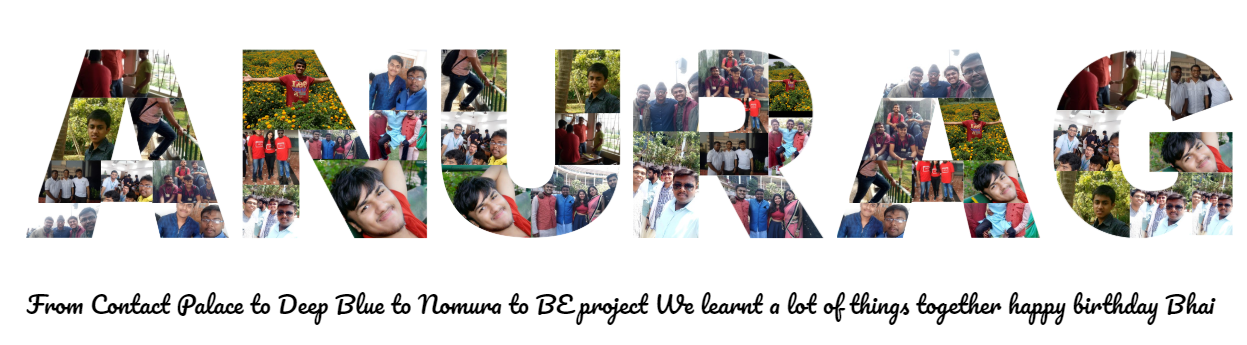 ANURAG
From Contact Palace to Deep Blue to Nomura to BE project We learnt a lot of things together happy birthday Bhai